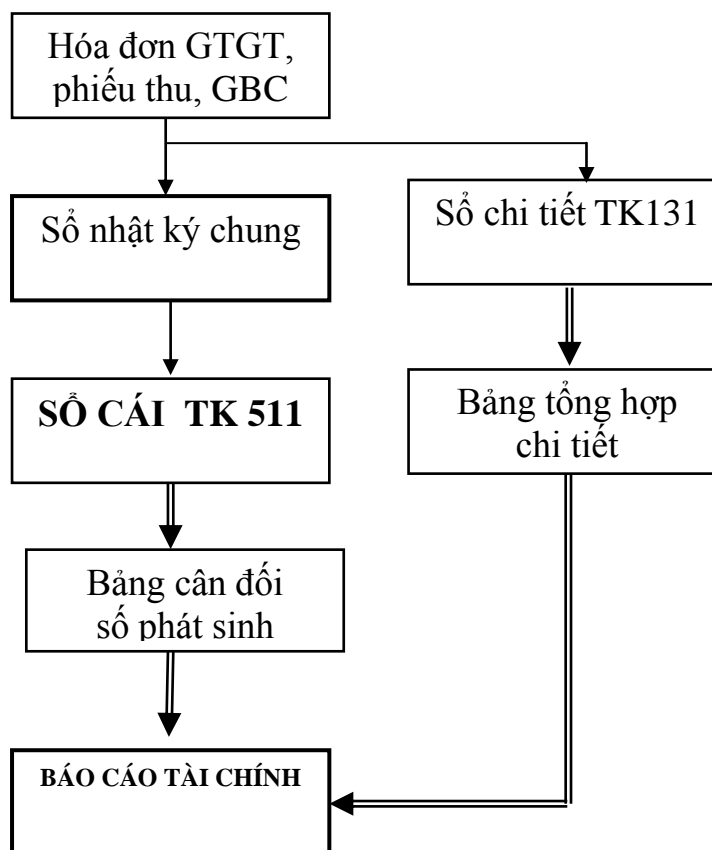 Hóa đơn GTGT,
phiếu thu, GBC
Sổ nhật ký chung
Sổ chi tiết TK131
SỔ CÁI TK 511
Bảng tổng hợp
chi tiết
Bảng cân đối
số phát sinh
BÁO CÁO TÀI CHÍNH